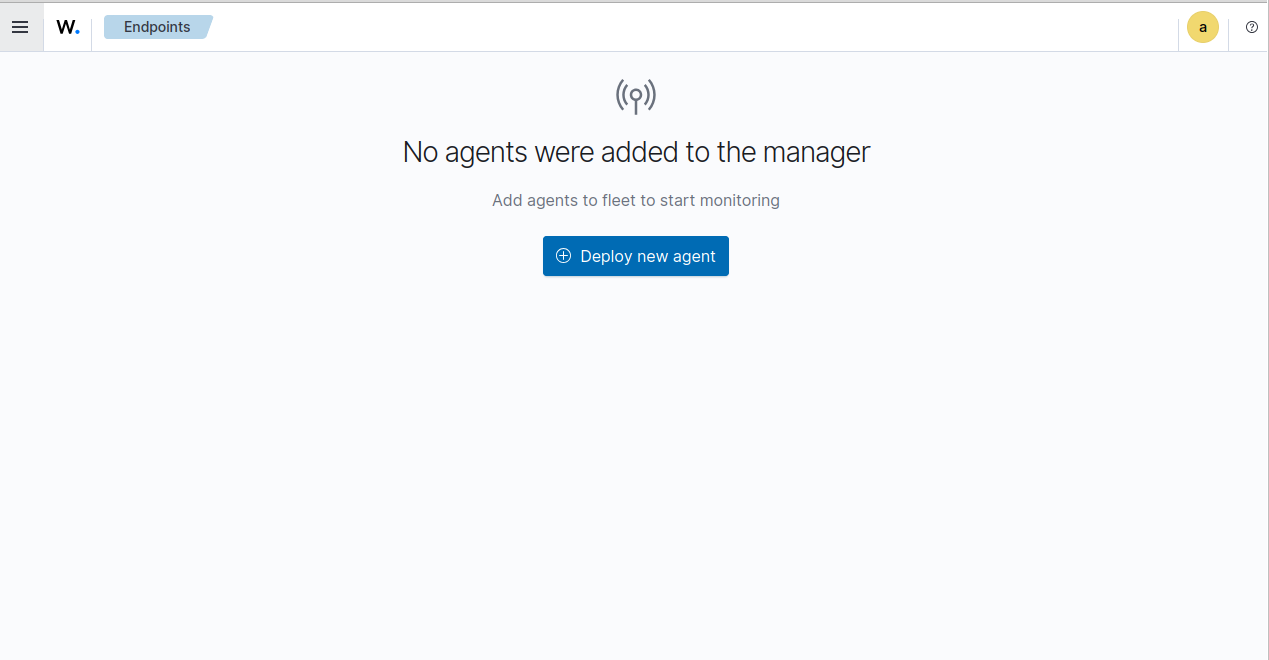 W. Endpoints a
No agents were added to the manager
Add agents to fleet to start monitoring
Deploy new agent